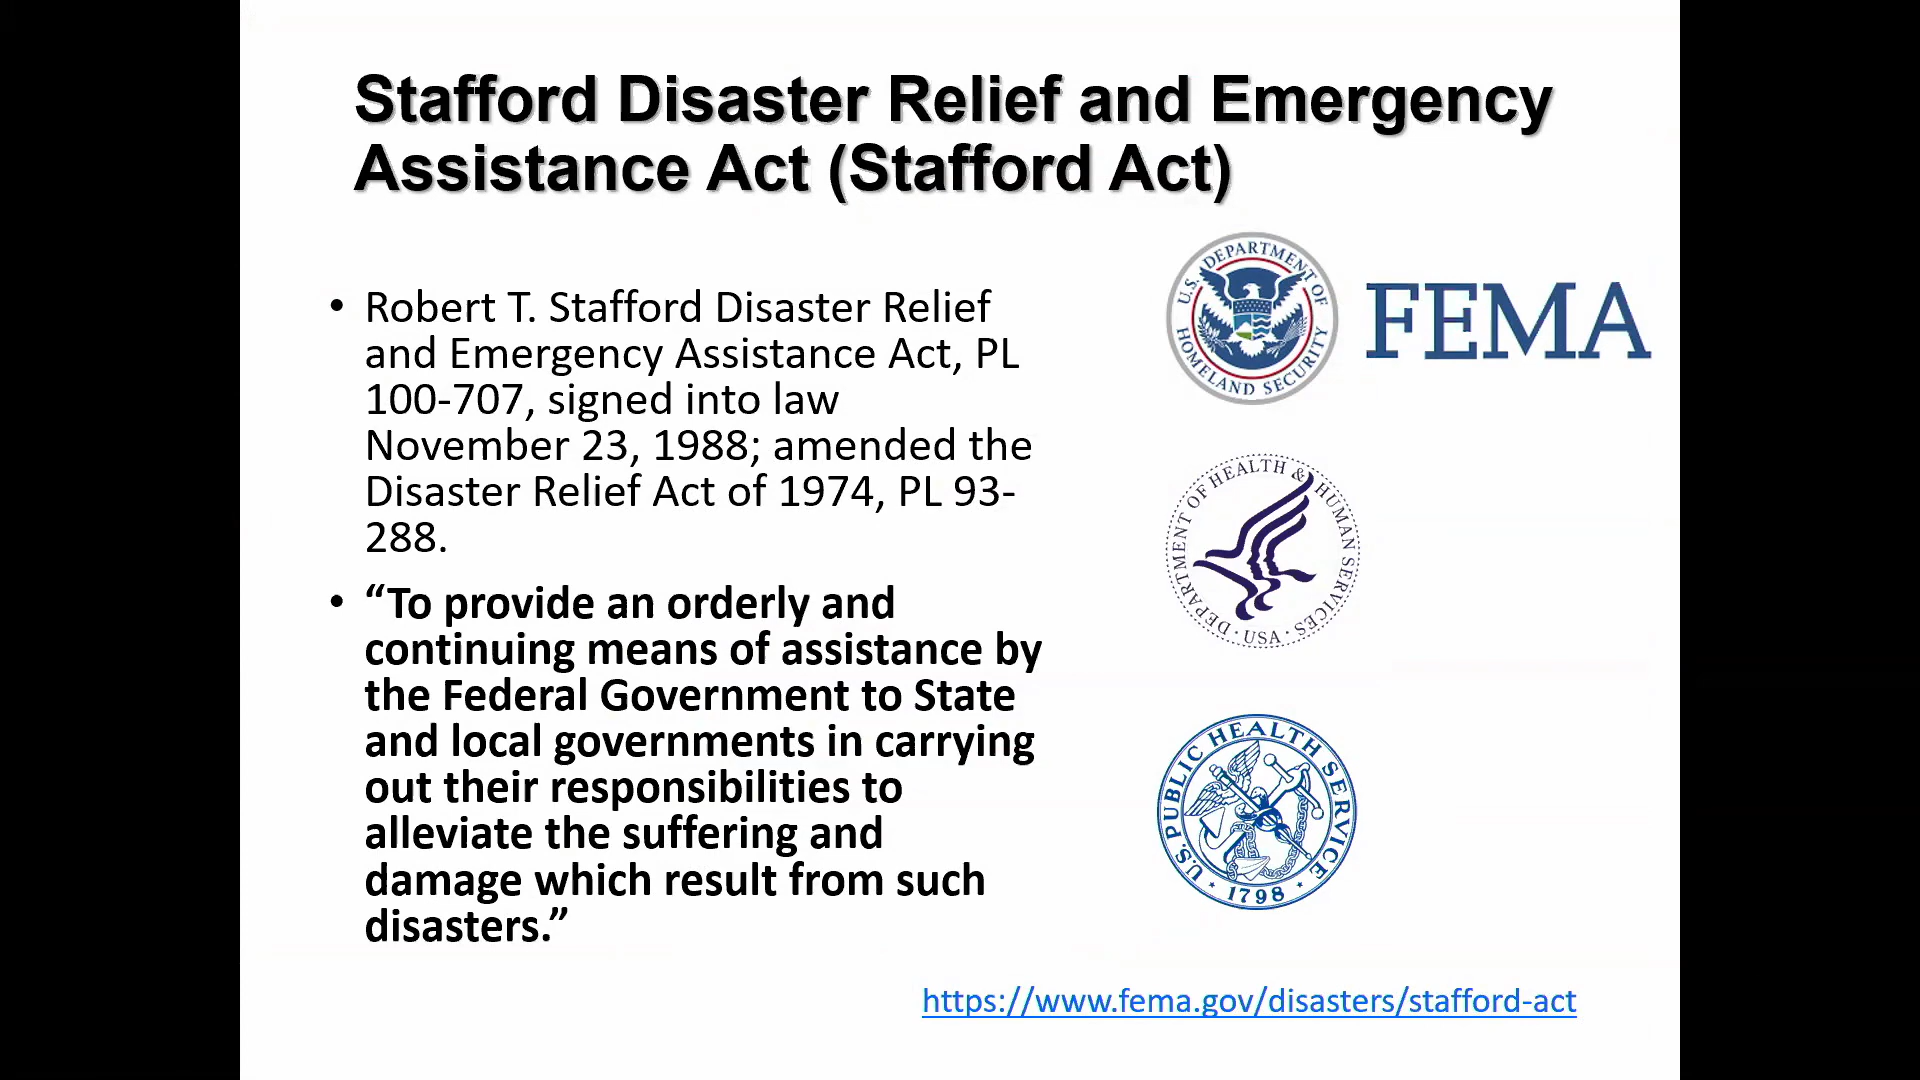 Stafford Disaster Relief and Emergency
Assistance Act (Stafford Act)
• Robert T. Stafford Disaster Relief
and Emergency Assistance Act, PL
100-707, signed into law
November 23, 1988; amended the
Disaster Relief Act of 1974, PL 93-
288.
• “To provide an orderly and
continuing means of assistance by
the Federal Government to State
and local governments in carrying
out their responsibilities to
alleviate the suffering and
damage which result from such
disasters.”
U.S. DEPARTMENT OF
HOMELAND SECURITY
FEMA
DEPARTMENT OF HEALTH & HUMAN SERVICES · USA ·
U.S. PUBLIC HEALTH SERVICE
1798
https://www.fema.gov/disasters/stafford-act